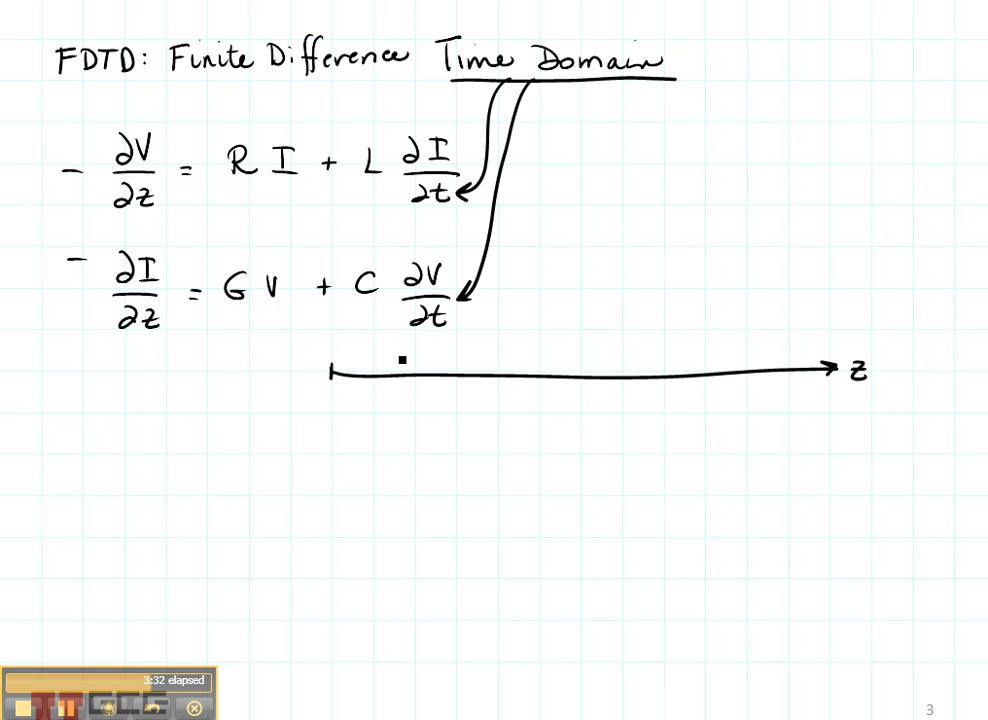 FDTD: Finite Difference Time Domain
- ∂V/∂z = R I + L ∂I/∂t
- ∂I/∂z = G V + C ∂V/∂t
z
3:32 elapsed
3